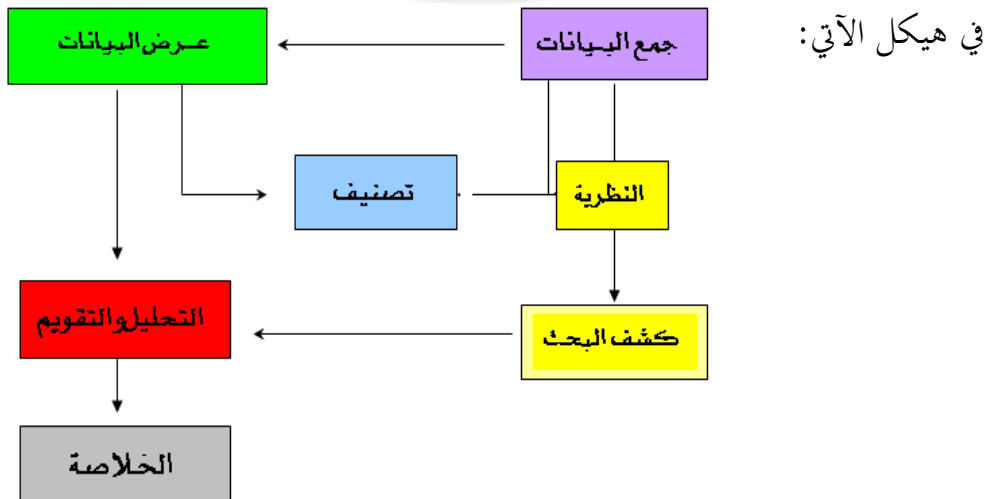 في هيكل الآتي:
جمع البيانات
عرض البيانات
النظرية
تصنيف
كشف البحث
التحليل والتقويم
الخلاصة